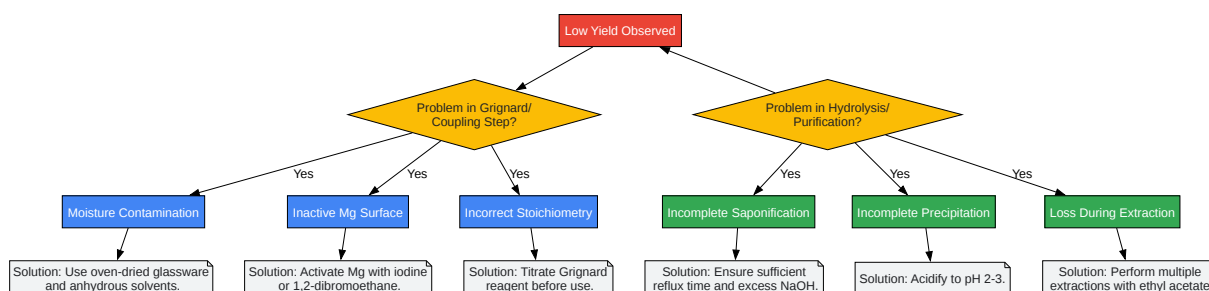 Low Yield Observed
Problem in Grignard/
Coupling Step?
Problem in Hydrolysis/
Purification?
Yes
Yes
Yes
Yes
Yes
Yes
Moisture Contamination
Inactive Mg Surface
Incorrect Stoichiometry
Incomplete Saponification
Incomplete Precipitation
Loss During Extraction
Solution: Use oven-dried glassware
and anhydrous solvents.
Solution: Activate Mg with iodine
or 1,2-dibromoethane.
Solution: Titrate Grignard
reagent before use.
Solution: Ensure sufficient
reflux time and excess NaOH.
Solution: Acidify to pH 2-3.
Solution: Perform multiple
extractions with ethyl acetate.